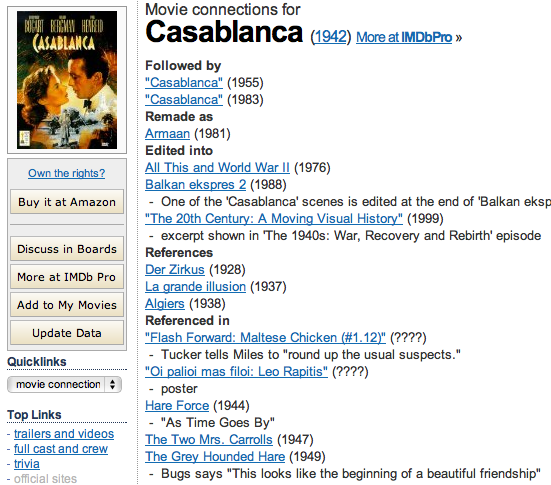 BOGART BERGMAN HENREID
CASABLANCA
Own the rights?
Buy it at Amazon
Discuss in Boards
More at IMDb Pro
Add to My Movies
Update Data
Quicklinks
movie connection
Top Links
- trailers and videos
- full cast and crew
- trivia
- official sites
Movie connections for
Casablanca (1942) More at IMDbPro »
Followed by
"Casablanca" (1955)
"Casablanca" (1983)
Remade as
Armaan (1981)
Edited into
All This and World War II (1976)
Balkan ekspres 2 (1988)
- One of the 'Casablanca' scenes is edited at the end of 'Balkan eksp
"The 20th Century: A Moving Visual History" (1999)
- excerpt shown in 'The 1940s: War, Recovery and Rebirth' episode
References
Der Zirkus (1928)
La grande illusion (1937)
Algiers (1938)
Referenced in
"Flash Forward: Maltese Chicken (#1.12)" (????)
- Tucker tells Miles to "round up the usual suspects."
"Oi palioi mas filoi: Leo Rapitis" (????)
- poster
Hare Force (1944)
- "As Time Goes By"
The Two Mrs. Carrolls (1947)
The Grey Hounded Hare (1949)
- Bugs says "This looks like the beginning of a beautiful friendship"